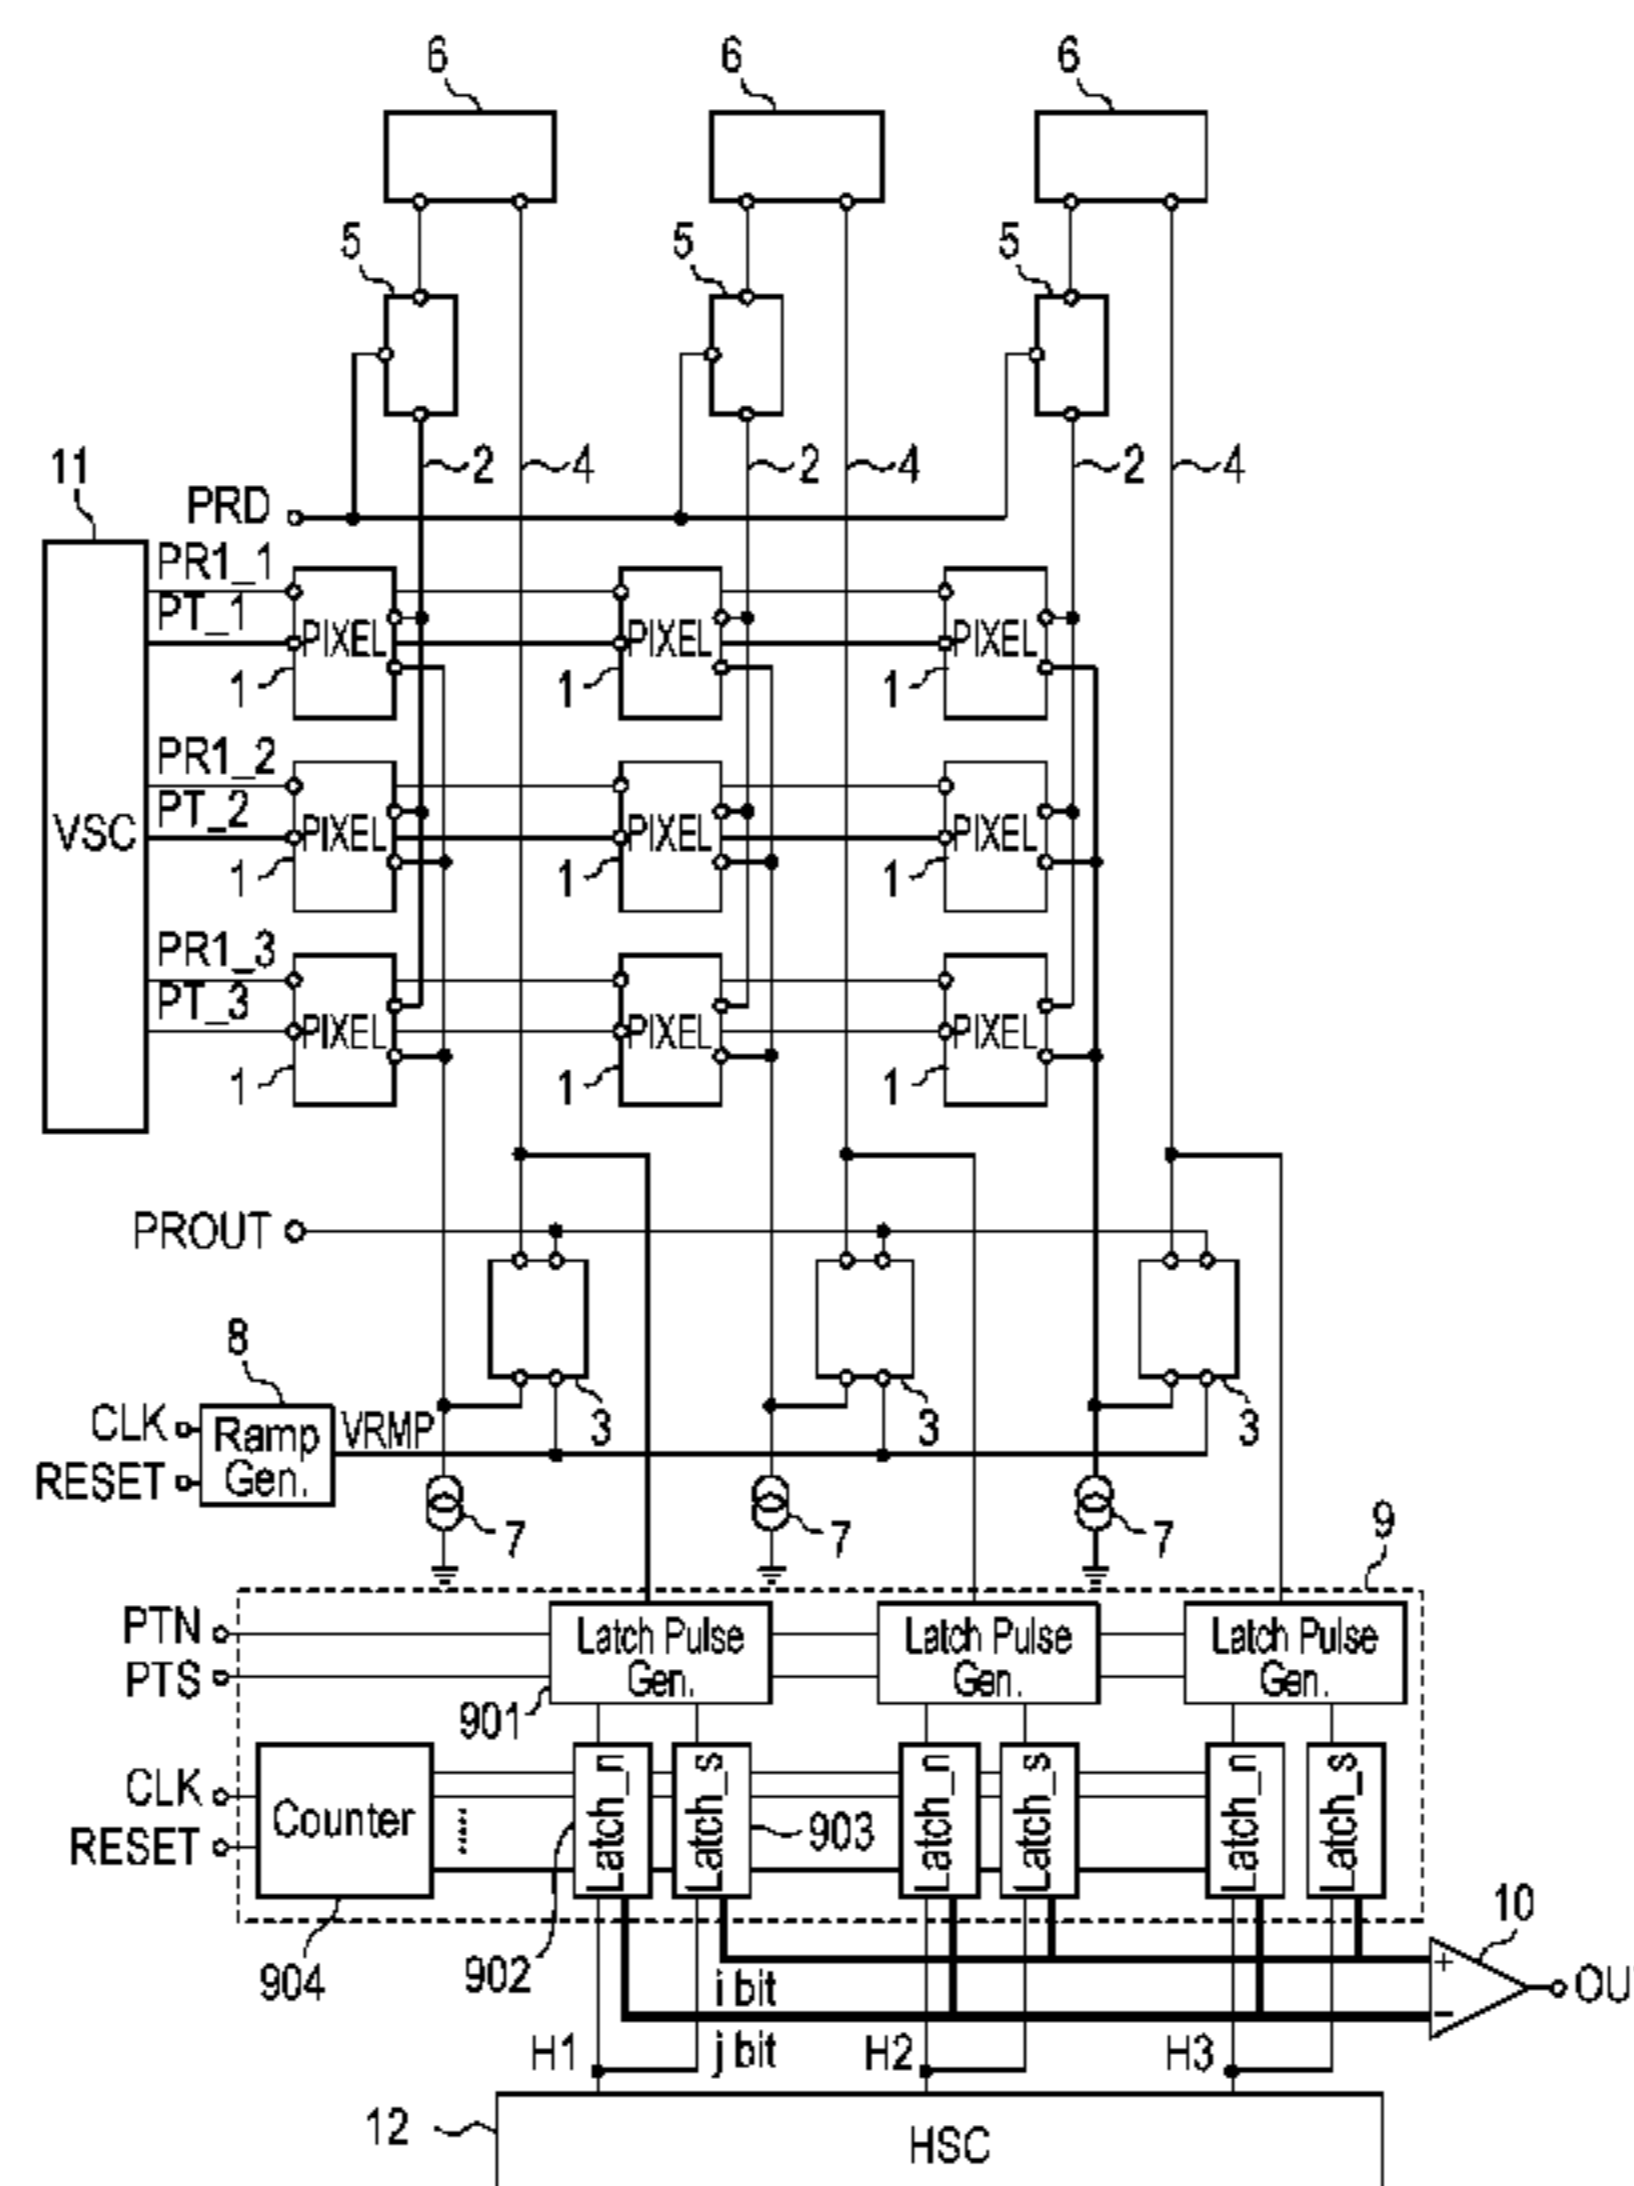 6 6 6
5 5 5
11
2 4 2 4 2 4
PRD
PR1_1
PT_1
PIXEL PIXEL PIXEL
1 1 1
PR1_2
PT_2
VSC
PIXEL PIXEL PIXEL
1 1 1
PR1_3
PT_3
PIXEL PIXEL PIXEL
1 1 1
PROUT
8
CLK
RESET
Ramp
Gen.
VRMP
3 3 3
7 7 7
9
PTN
PTS
Latch Pulse
Gen.
Latch Pulse
Gen.
Latch Pulse
Gen.
901
CLK
RESET
Counter
Latch_n Latch_s Latch_n Latch_s Latch_n Latch_s
903
904
902
10
+
−
OU
i bit
j bit
H1 H2 H3
12
HSC